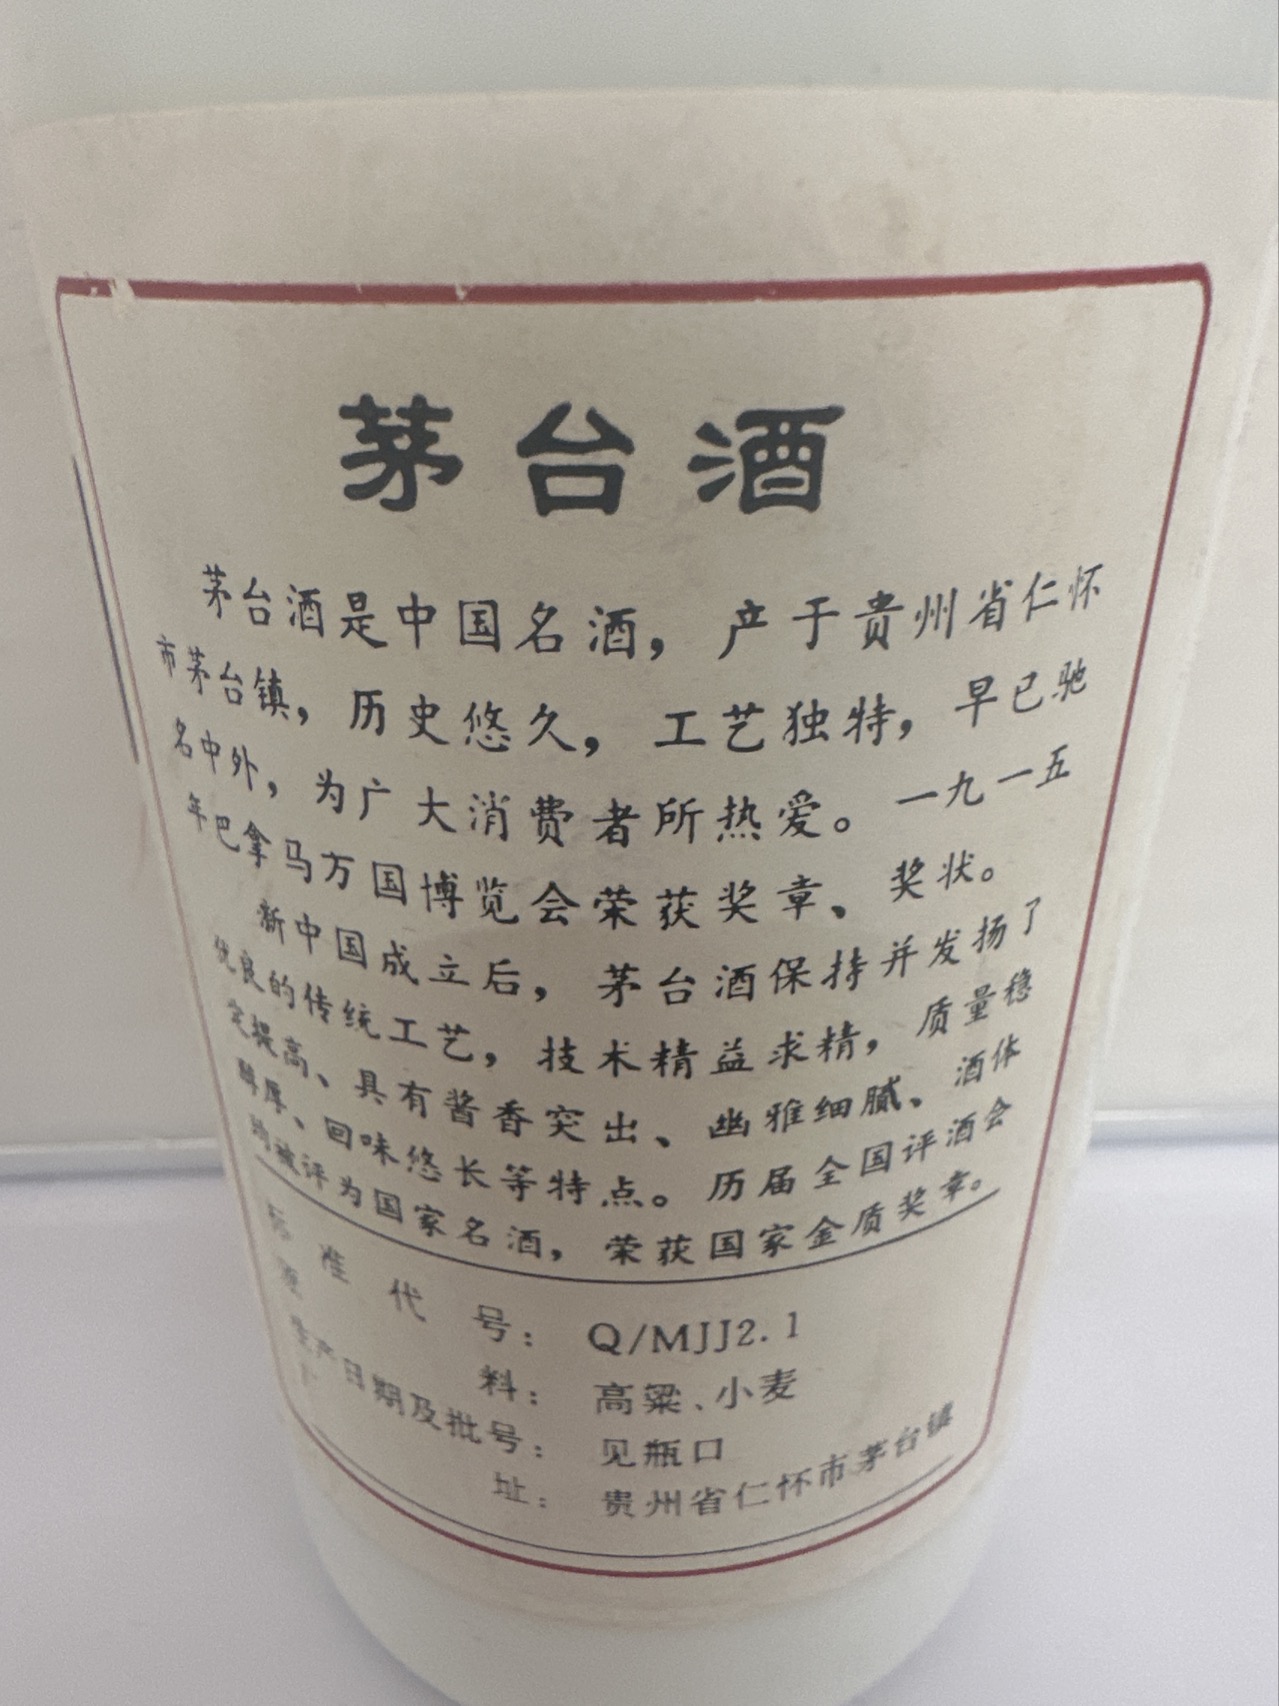 茅台酒
茅台酒是中国名酒，产于贵州省仁怀
市茅台镇，历史悠久，工艺独特，早已驰
名中外，为广大消费者所热爱。一九一五
年巴拿马万国博览会荣获奖章、奖状。
新中国成立后，茅台酒保持并发扬了
优良的传统工艺，技术精益求精，质量稳
定提高、具有酱香突出、幽雅细腻、酒体
醇厚、回味悠长等特点。历届全国评酒会
均被评为国家名酒，荣获国家金质奖章。
标准代号：Q/MJJ2.1
原料：高粱、小麦
生产日期及批号：见瓶口
址：贵州省仁怀市茅台镇